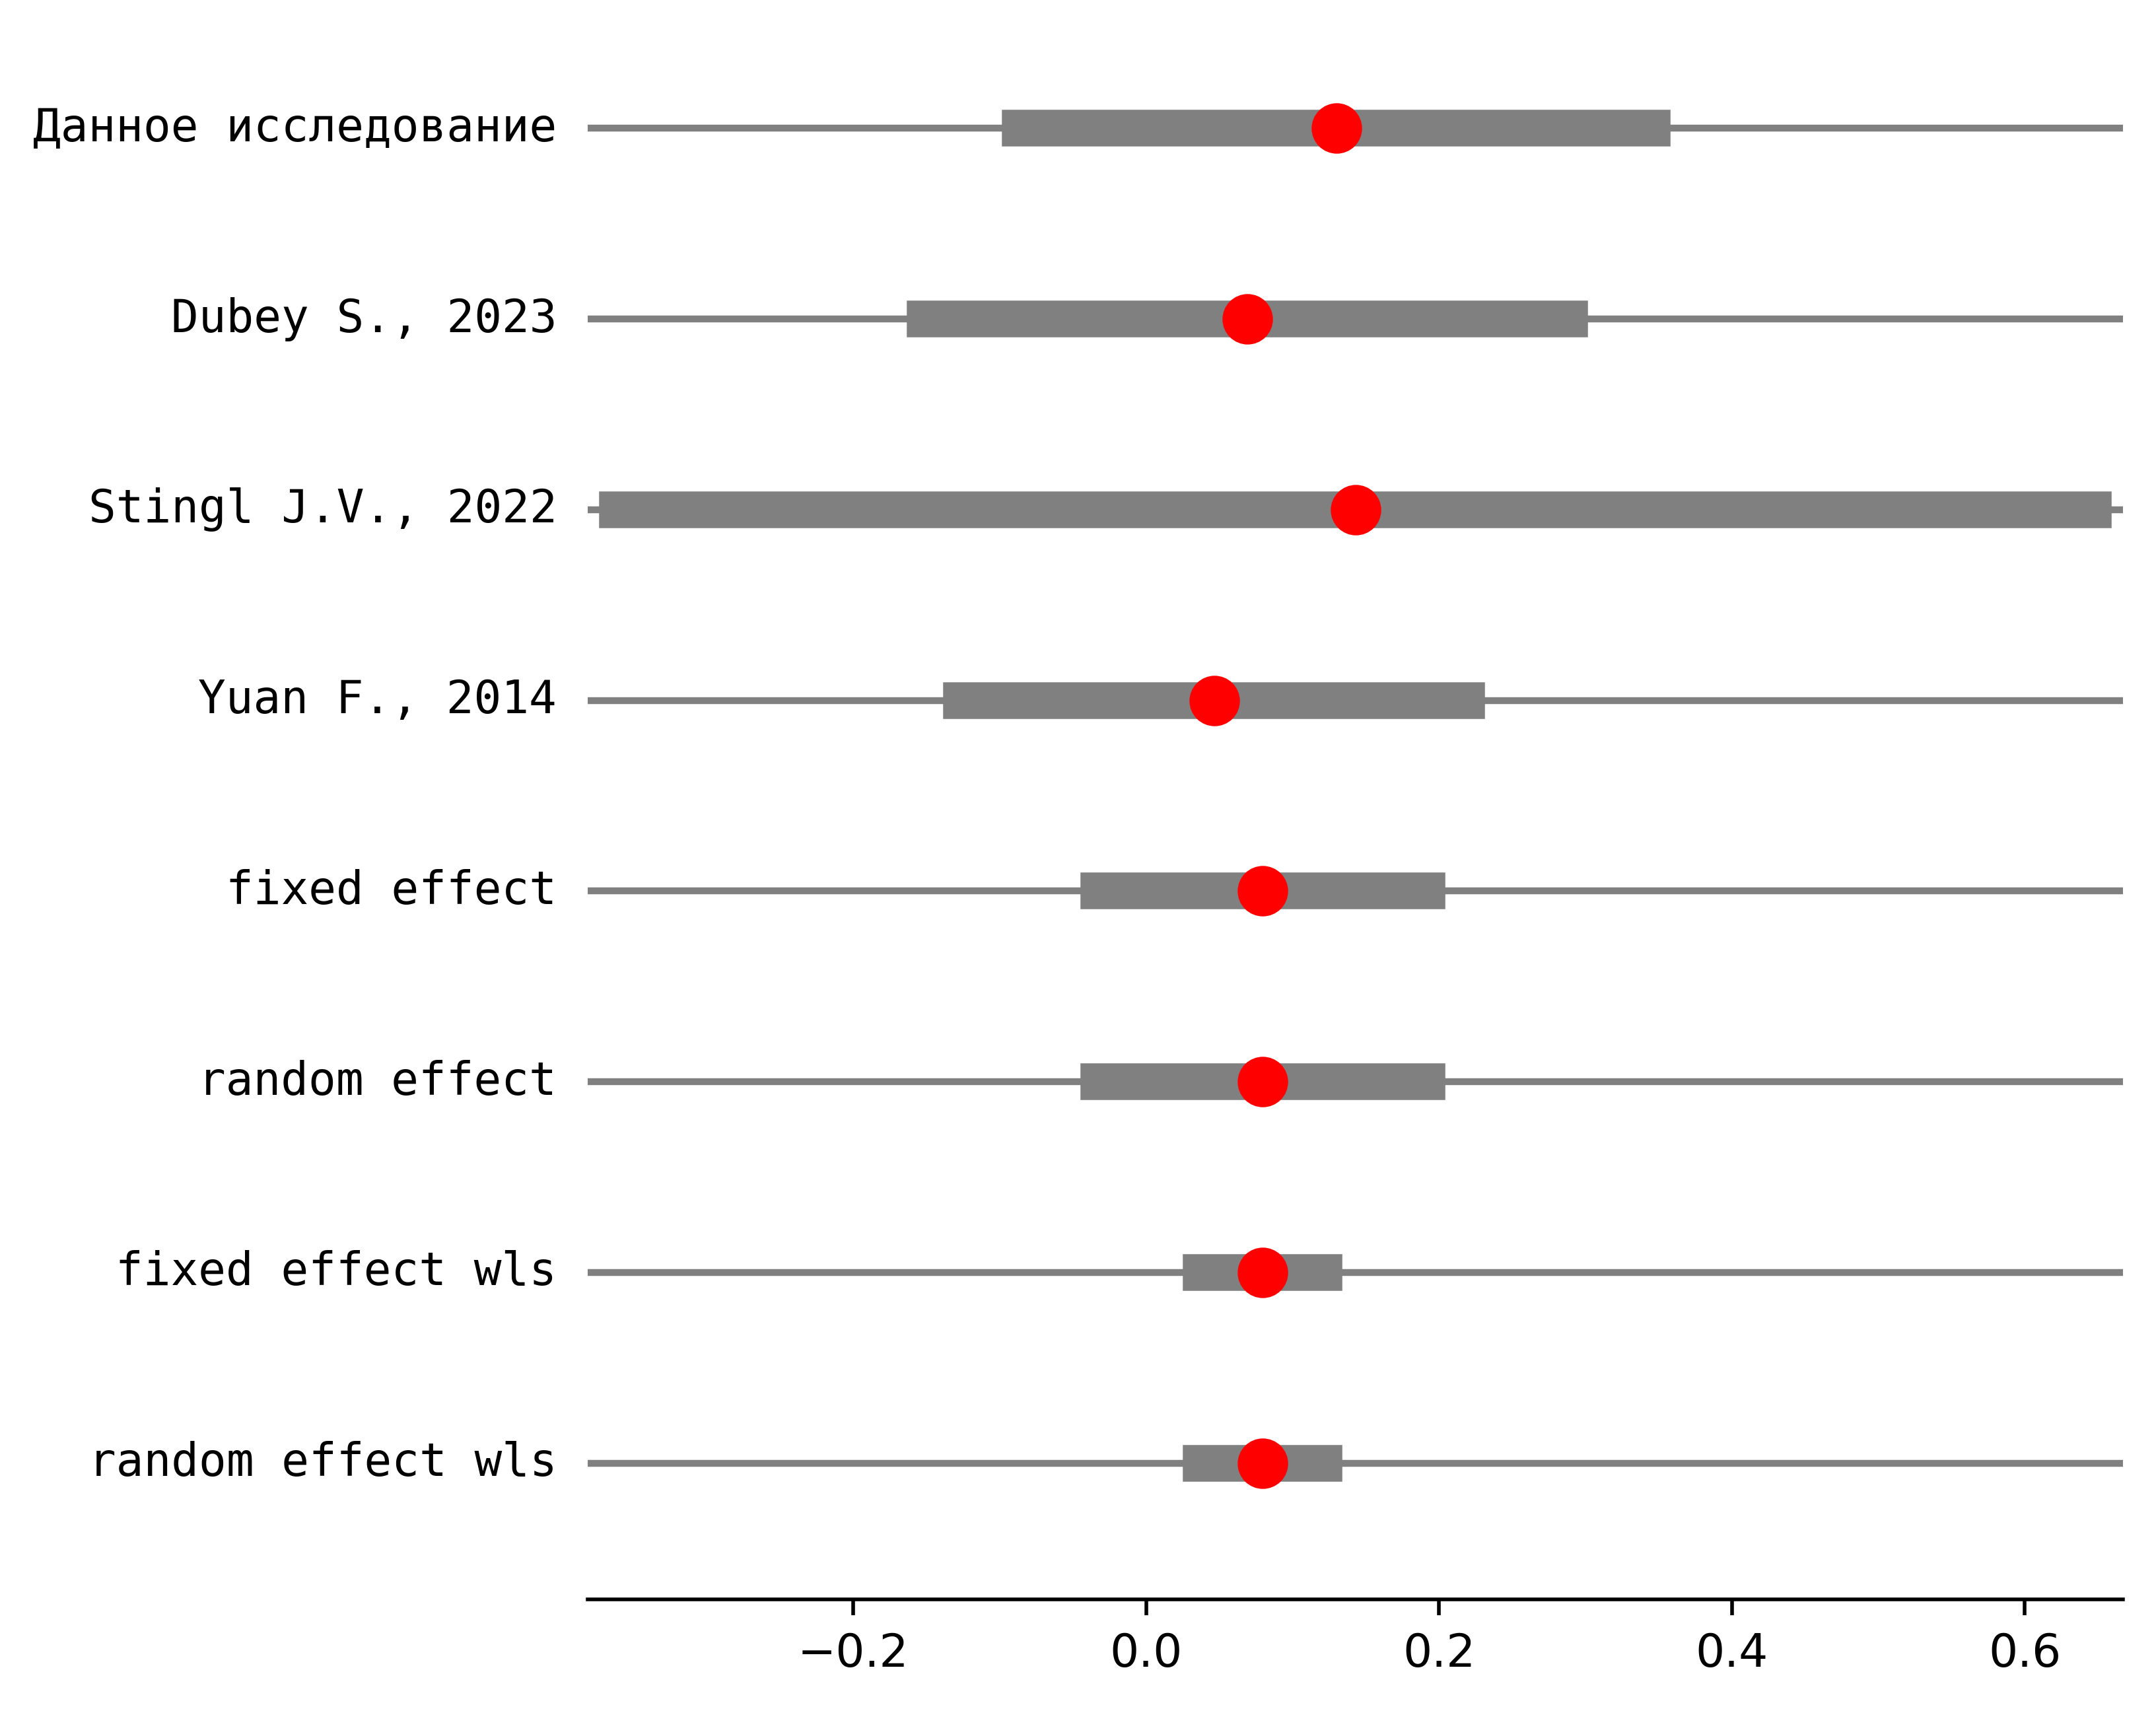 Данное исследование
Dubey S., 2023
Stingl J.V., 2022
Yuan F., 2014
fixed effect
random effect
fixed effect wls
random effect wls
−0.2 0.0 0.2 0.4 0.6